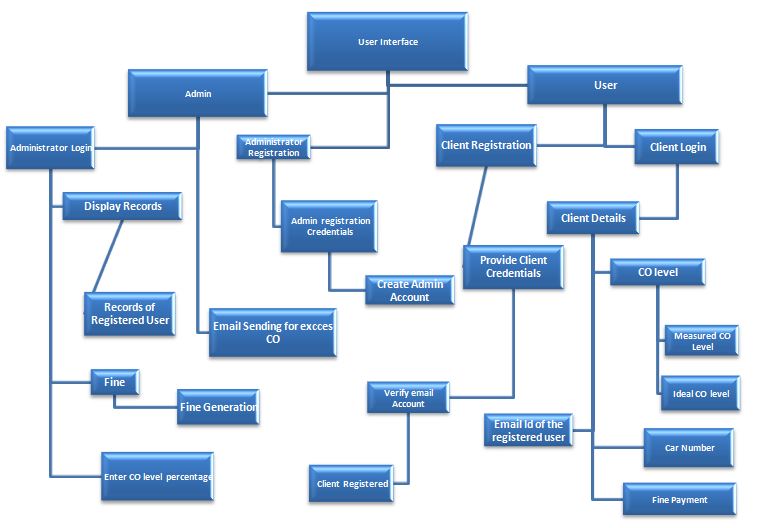 User Interface
Admin
User
Administrator Login
Administrator
Registration
Client Registration
Client Login
Display Records
Admin registration
Credentials
Client Details
Provide Client
Credentials
CO level
Create Admin
Account
Records of
Registered User
Email Sending for excces
CO
Measured CO
Level
Fine
Verify email
Account
Ideal CO level
Fine Generation
Email Id of the
registered user
Car Number
Enter CO level percentage
Client Registered
Fine Payment